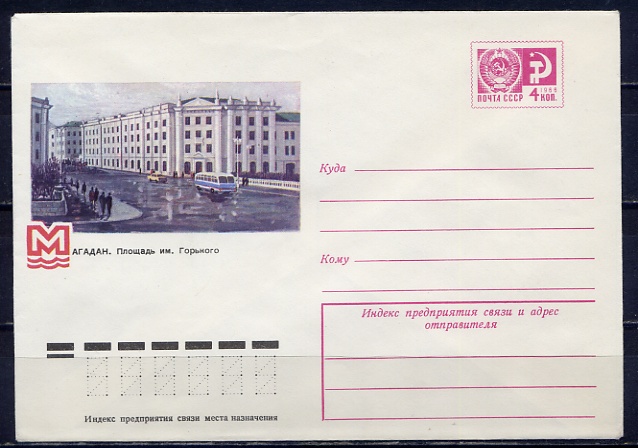 ПОЧТА СССР
1966
4 КОП.
Куда
МАГАДАН. Площадь им. Горького
Кому
Индекс предприятия связи и адрес
отправителя
Индекс предприятия связи места назначения